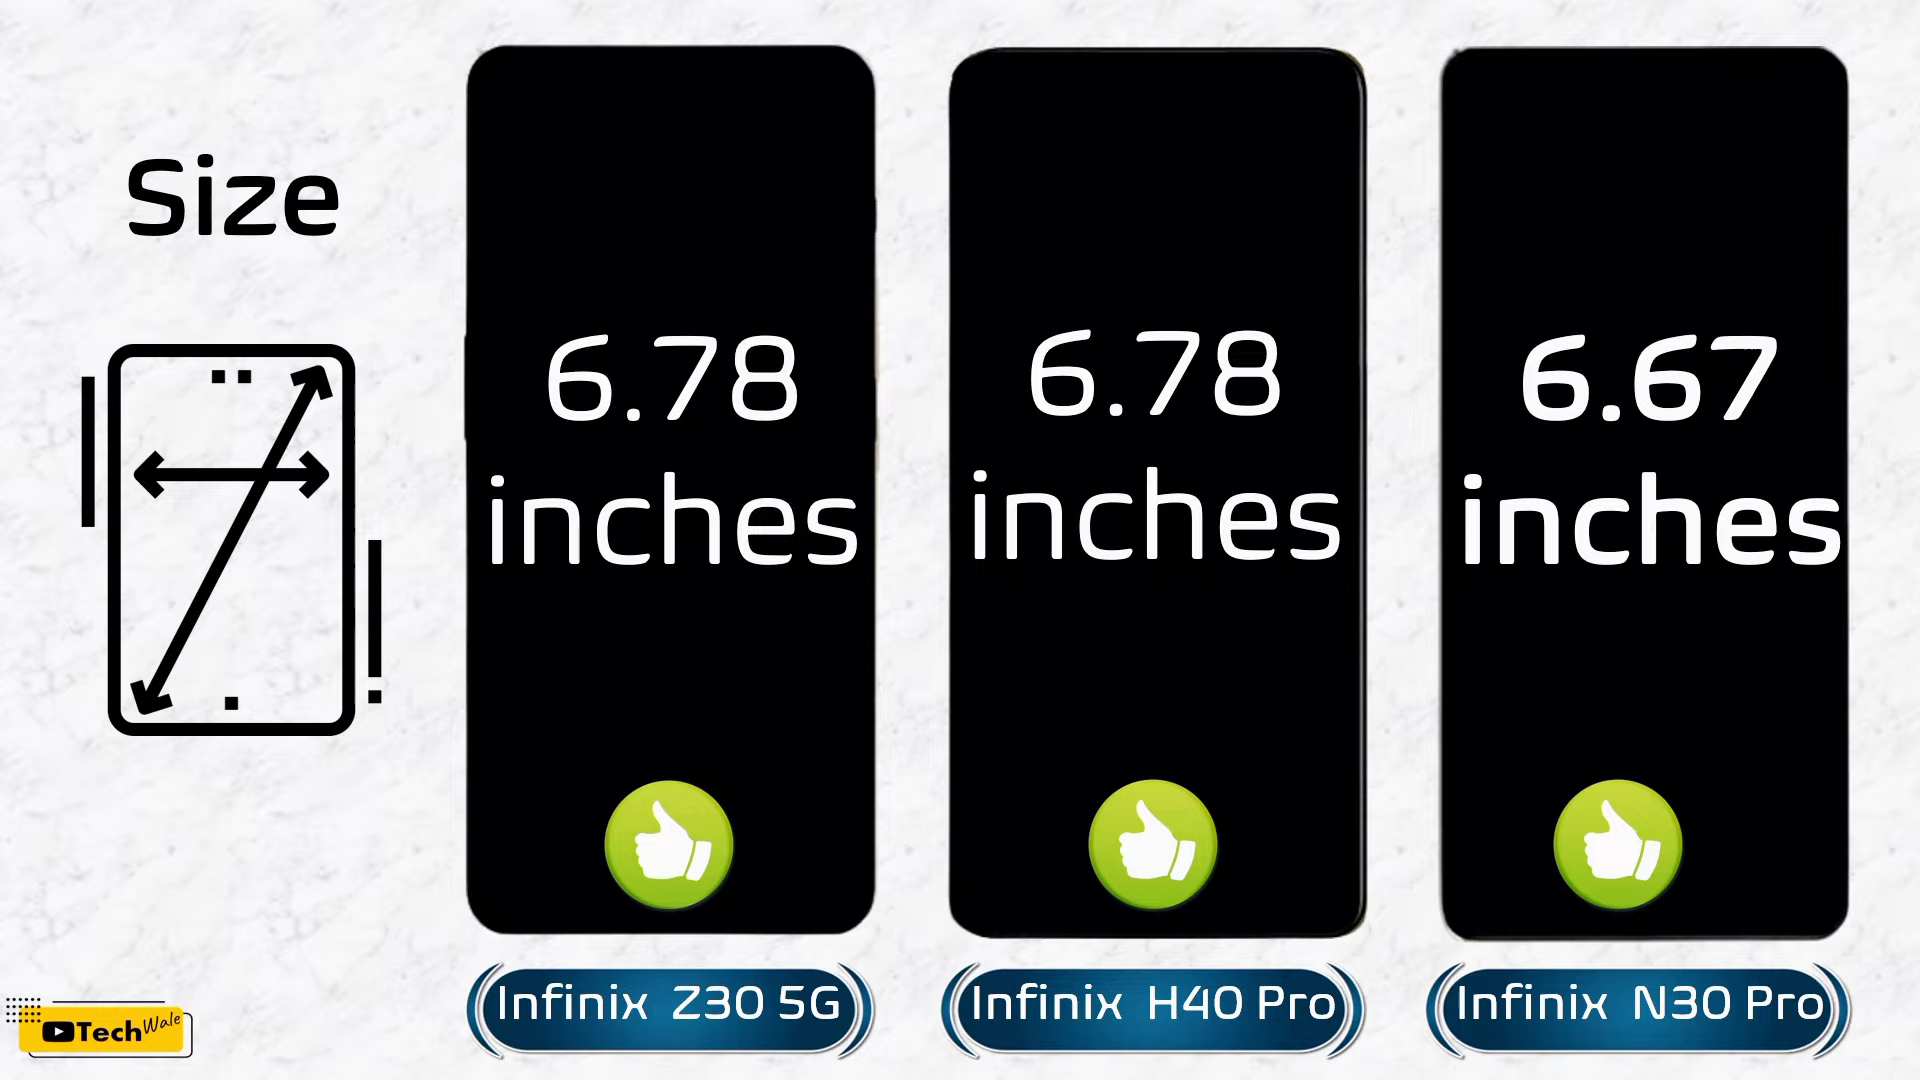 Size
6.78
inches
6.78
inches
6.67
inches
Infinix Z30 5G
Infinix H40 Pro
Infinix N30 Pro
Tech Wale